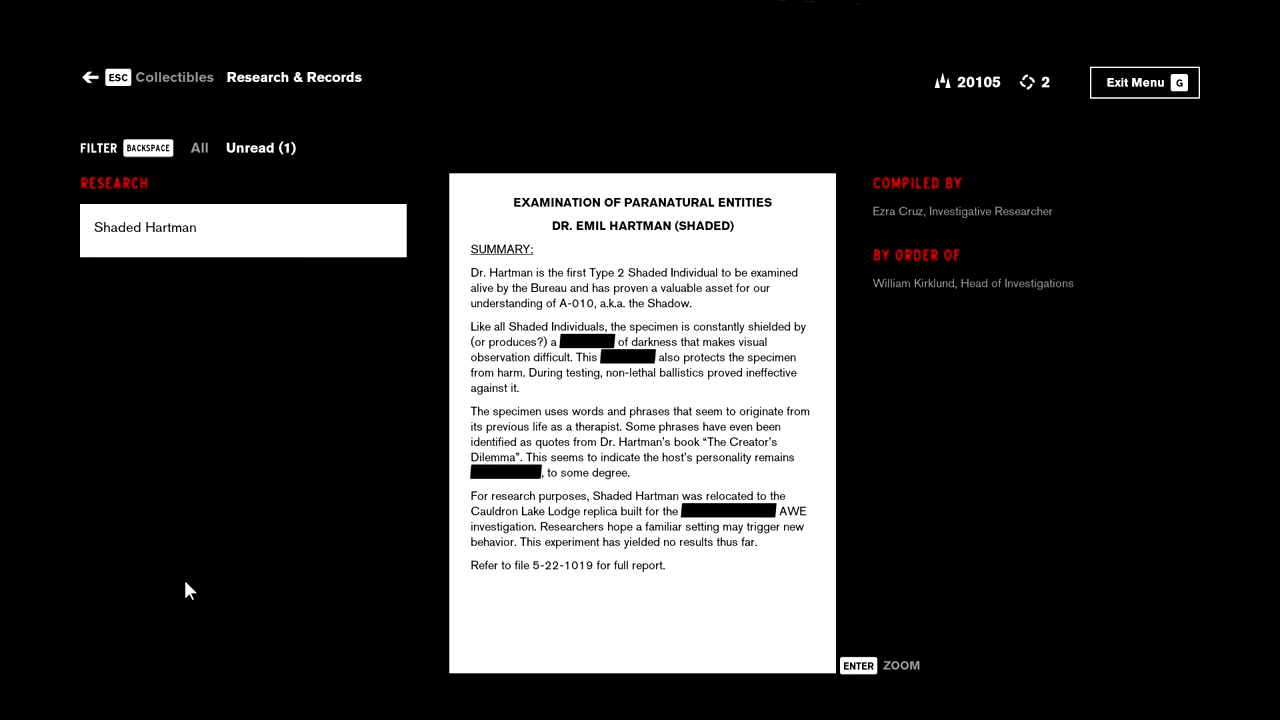 ESC Collectibles / Research & Records
20105 2 Exit Menu G
FILTER BACKSPACE All Unread (1)
RESEARCH
Shaded Hartman
EXAMINATION OF PARANATURAL ENTITIES
DR. EMIL HARTMAN (SHADED)
SUMMARY:
Dr. Hartman is the first Type 2 Shaded Individual to be examined
alive by the Bureau and has proven a valuable asset for our
understanding of A-010, a.k.a. the Shadow.
Like all Shaded Individuals, the specimen is constantly shielded by
(or produces?) a of darkness that makes visual
observation difficult. This also protects the specimen
from harm. During testing, non-lethal ballistics proved ineffective
against it.
The specimen uses words and phrases that seem to originate from
its previous life as a therapist. Some phrases have even been
identified as quotes from Dr. Hartman's book “The Creator's
Dilemma”. This seems to indicate the host's personality remains
, to some degree.
For research purposes, Shaded Hartman was relocated to the
Cauldron Lake Lodge replica built for the AWE
investigation. Researchers hope a familiar setting may trigger new
behavior. This experiment has yielded no results thus far.
Refer to file 5-22-1019 for full report.
COMPILED BY
Ezra Cruz, Investigative Researcher
BY ORDER OF
William Kirklund, Head of Investigations
ENTER ZOOM